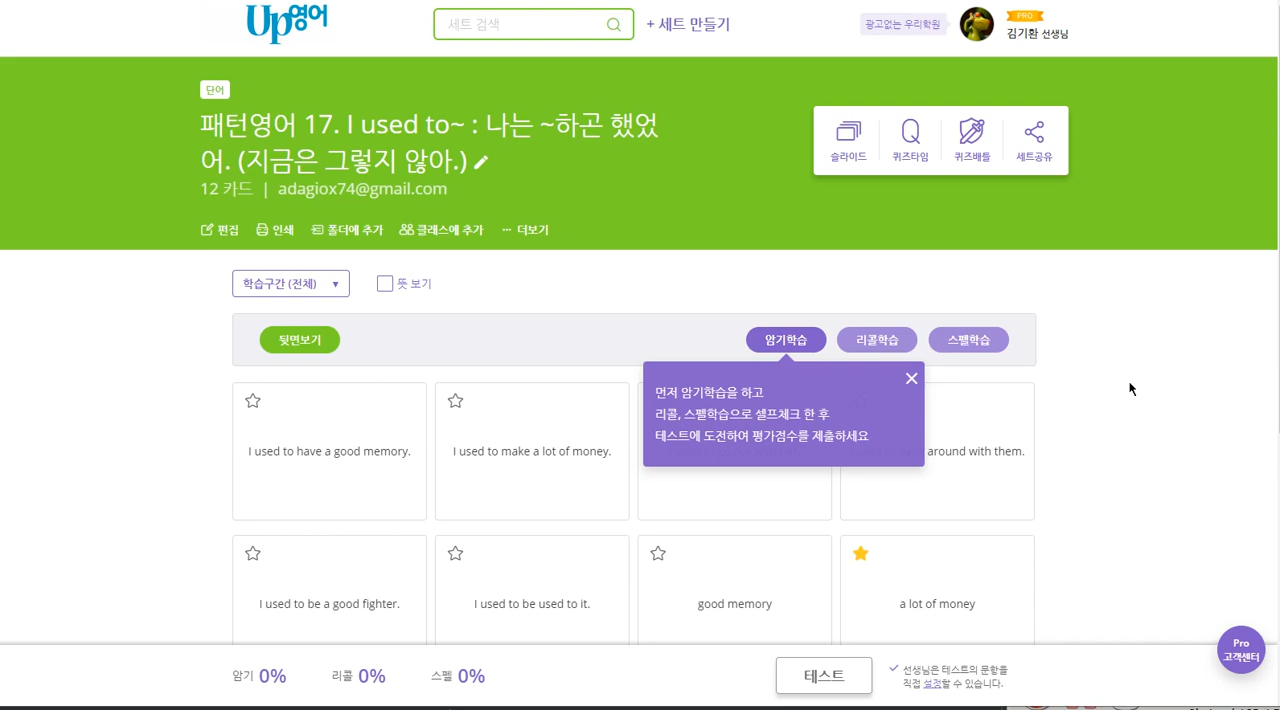 Up영어
세트 검색
+ 세트 만들기
광고없는 우리학원
PRO
김기환 선생님
단어
패턴영어 17. I used to~ : 나는 ~하곤 했었
어. (지금은 그렇지 않아.)
12 카드 | adagiox74@gmail.com
슬라이드
퀴즈타임
퀴즈배틀
세트공유
편집
인쇄
폴더에 추가
클래스에 추가
··· 더보기
학습구간 (전체) ▼
뜻 보기
뒷면보기
암기학습
리콜학습
스펠학습
먼저 암기학습을 하고
리콜, 스펠학습으로 셀프체크 한 후
테스트에 도전하여 평가점수를 제출하세요
I used to have a good memory.
I used to make a lot of money.
around with them.
I used to be a good fighter.
I used to be used to it.
good memory
a lot of money
Pro
고객센터
암기 0%
리콜 0%
스펠 0%
테스트
선생님은 테스트의 문항을
직접 설정할 수 있습니다.